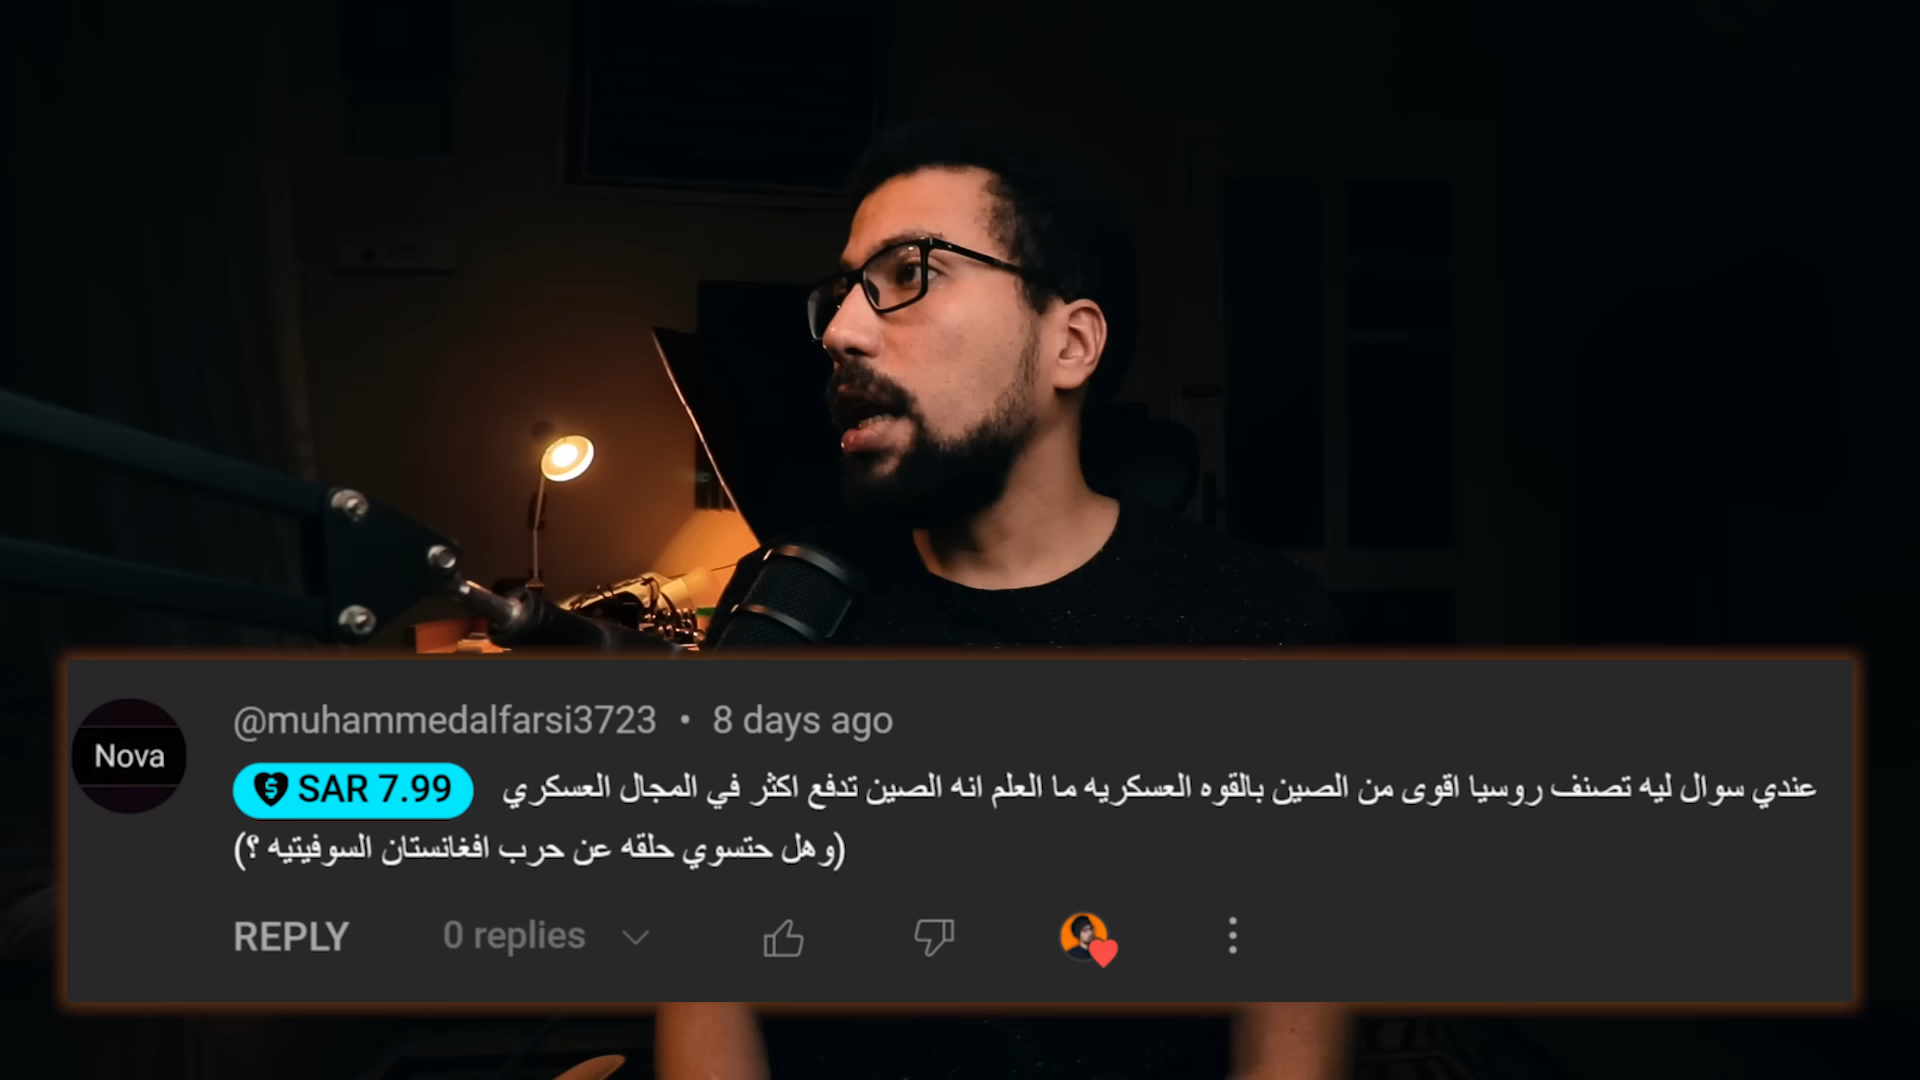 @muhammedalfarsi3723 • 8 days ago
Nova
SAR 7.99 عندي سوال ليه تصنف روسيا اقوى من الصين بالقوه العسكريه ما العلم انه الصين تدفع اكثر في المجال العسكري
(وهل حتسوي حلقه عن حرب افغانستان السوفيتيه ؟)
REPLY 0 replies